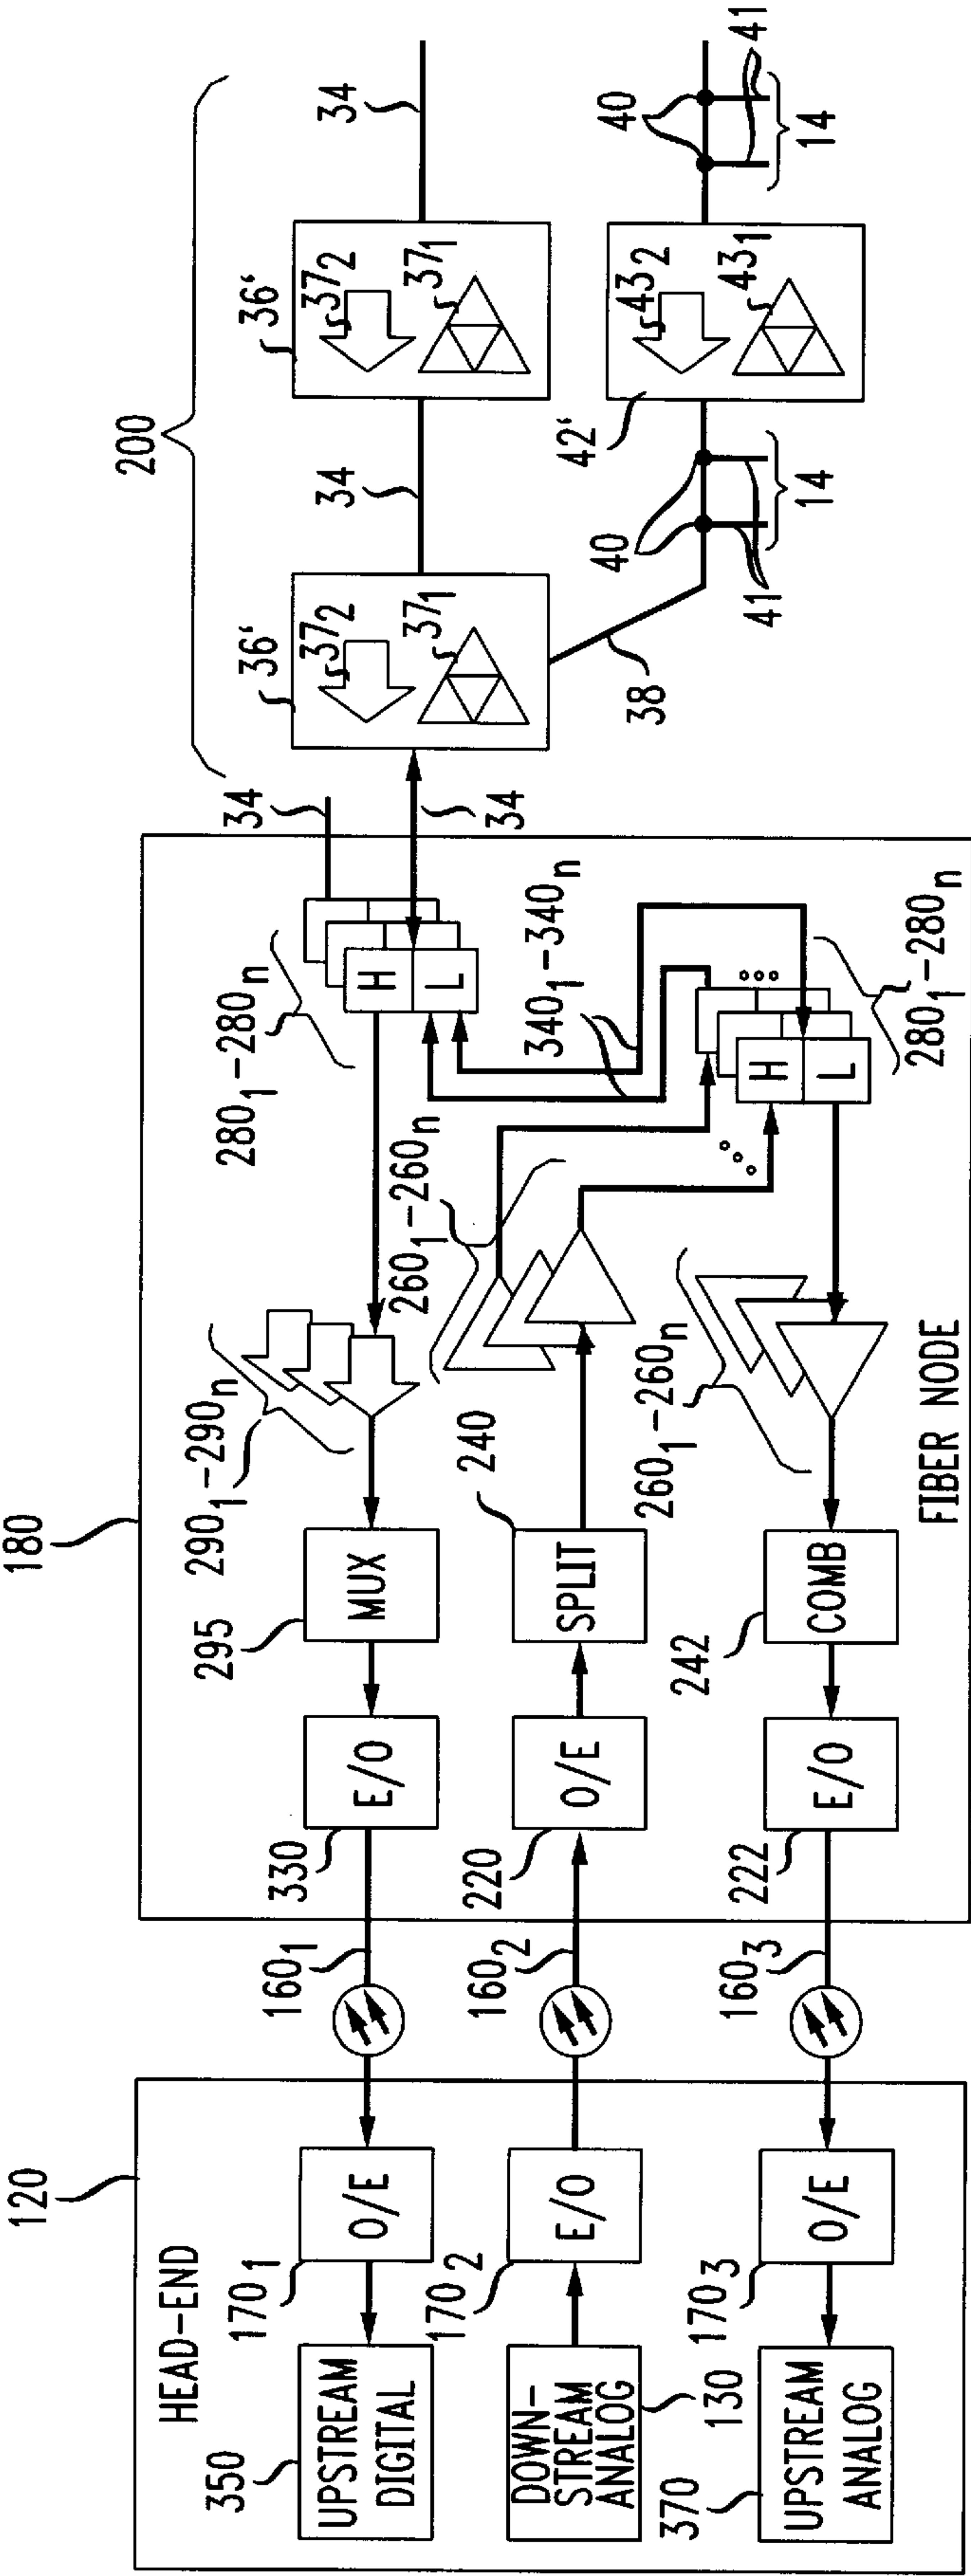 120
HEAD-END
350
UPSTREAM
DIGITAL
170₁
O/E
160₁
DOWN-
STREAM
ANALOG
130
170₂
E/O
160₂
370
UPSTREAM
ANALOG
170₃
O/E
160₃
180
330
E/O
295
MUX
290₁-290ₙ
280₁-280ₙ
H
L
34
220
O/E
240
SPLIT
260₁-260ₙ
340₁-340ₙ
222
E/O
242
COMB
260₁-260ₙ
H
L
280₁-280ₙ
FIBER NODE
200
34
36'
37₂
37₁
34
36'
37₂
37₁
34
38
40
41
14
42'
43₂
43₁
40
41
14